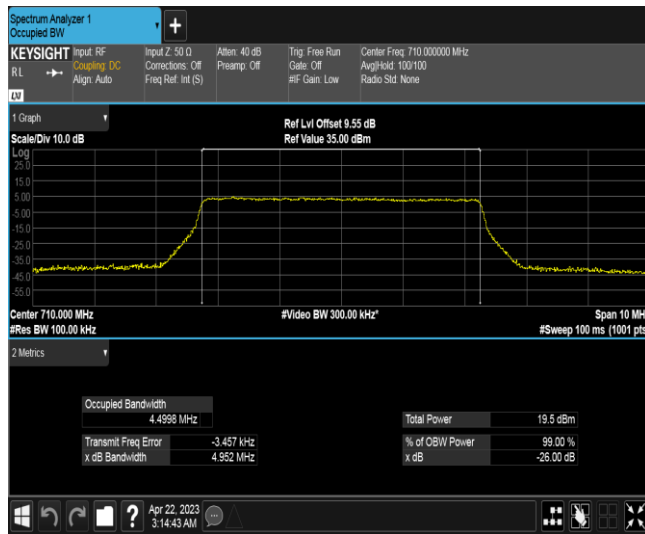 Spectrum Analyzer 1
Occupied BW
+
KEYSIGHT
RL
LXI
Input: RF
Coupling: DC
Align: Auto
Input Z: 50 Ω
Corrections: Off
Freq Ref: Int (S)
Atten: 40 dB
Preamp: Off
Trig: Free Run
Gate: Off
#IF Gain: Low
Center Freq: 710.000000 MHz
Avg|Hold: 100/100
Radio Std: None
1 Graph
Scale/Div 10.0 dB
Ref Lvl Offset 9.55 dB
Ref Value 35.00 dBm
Log
25.0
15.0
5.00
-5.00
-15.0
-25.0
-35.0
-45.0
-55.0
Center 710.000 MHz
#Res BW 100.00 kHz
#Video BW 300.00 kHz*
Span 10 MH
#Sweep 100 ms (1001 pts
2 Metrics
Occupied Bandwidth
4.4998 MHz
Transmit Freq Error -3.457 kHz
x dB Bandwidth 4.952 MHz
Total Power 19.5 dBm
% of OBW Power 99.00 %
x dB -26.00 dB
?
Apr 22, 2023
3:14:43 AM